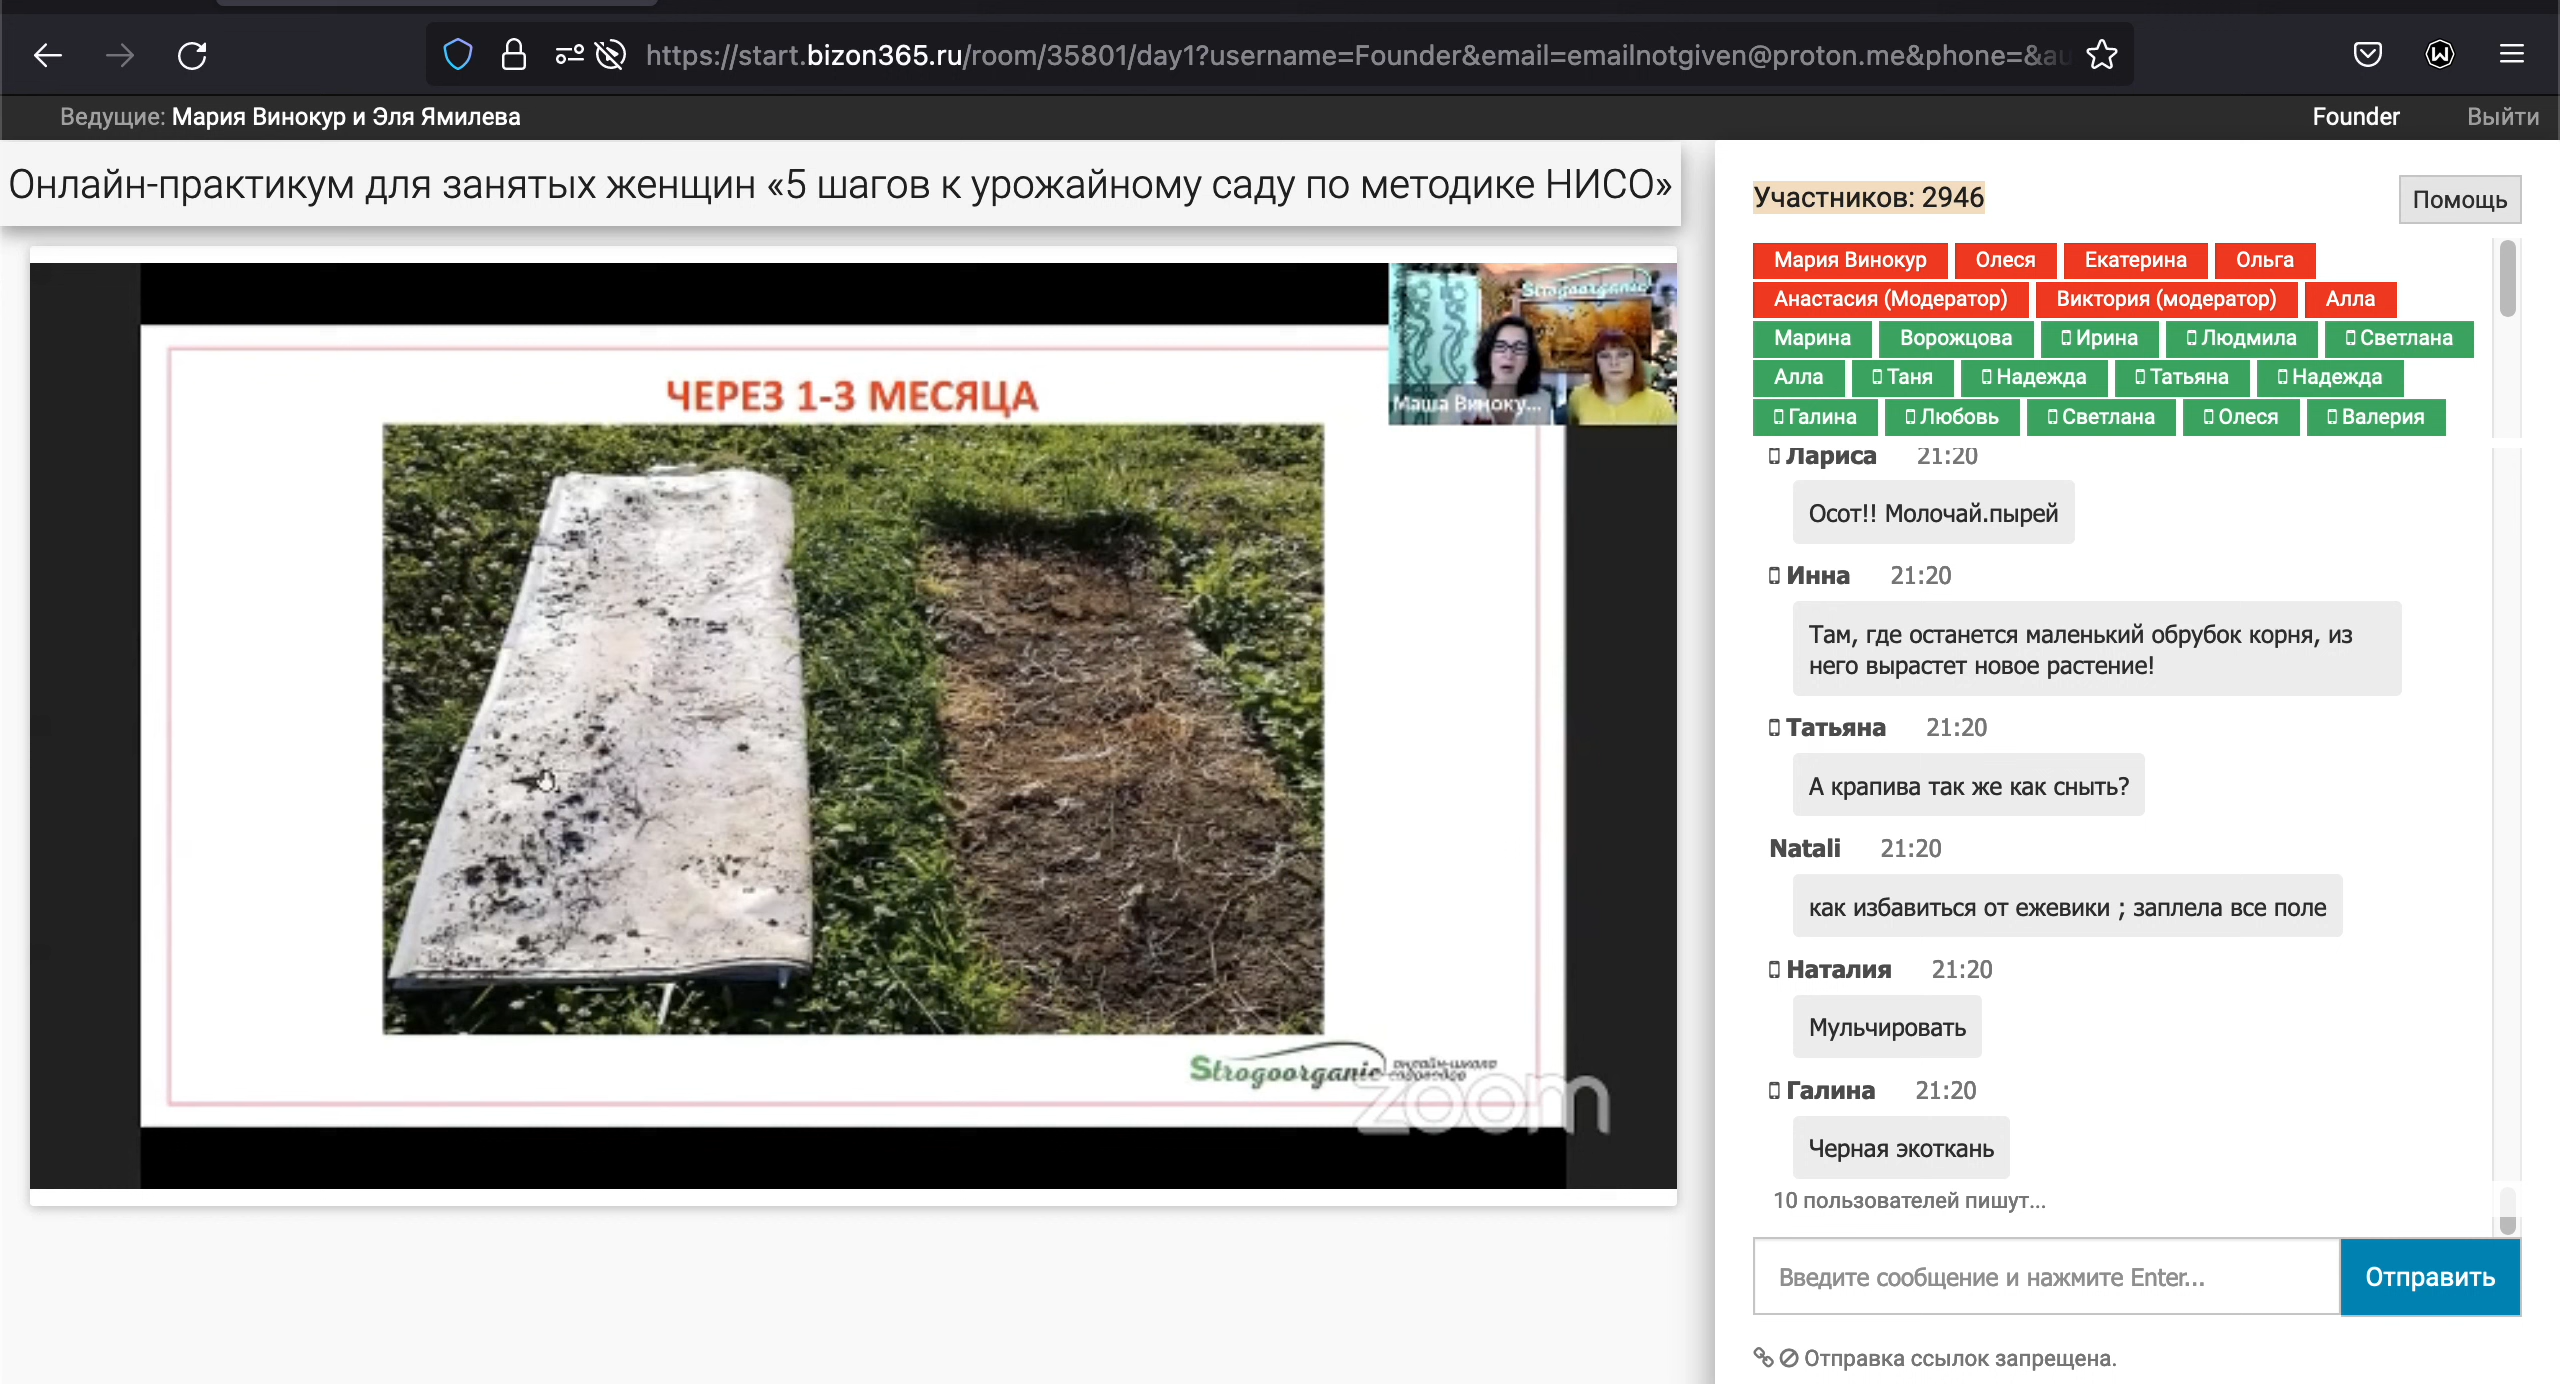 https://start.bizon365.ru/room/35801/day1?username=Founder&email=emailnotgiven@proton.me&phone=&au
Ведущие: Мария Винокур и Эля Ямилева
Founder
Выйти
Онлайн-практикум для занятых женщин «5 шагов к урожайному саду по методике НИСО»
Strogoorganic
Маша Виноку...
ЧЕРЕЗ 1-3 МЕСЯЦА
Strogoorganic онлайн-школа садоводов
zoom
Участников: 2946
Помощь
Мария Винокур Олеся Екатерина Ольга
Анастасия (Модератор) Виктория (модератор) Алла
Марина Ворожцова Ирина Людмила Светлана
Алла Таня Надежда Татьяна Надежда
Галина Любовь Светлана Олеся Валерия
Лариса 21:20
Осот!! Молочай.пырей
Инна 21:20
Там, где останется маленький обрубок корня, из
него вырастет новое растение!
Татьяна 21:20
А крапива так же как сныть?
Natali 21:20
как избавиться от ежевики ; заплела все поле
Наталия 21:20
Мульчировать
Галина 21:20
Черная экоткань
10 пользователей пишут...
Введите сообщение и нажмите Enter...
Отправить
Отправка ссылок запрещена.